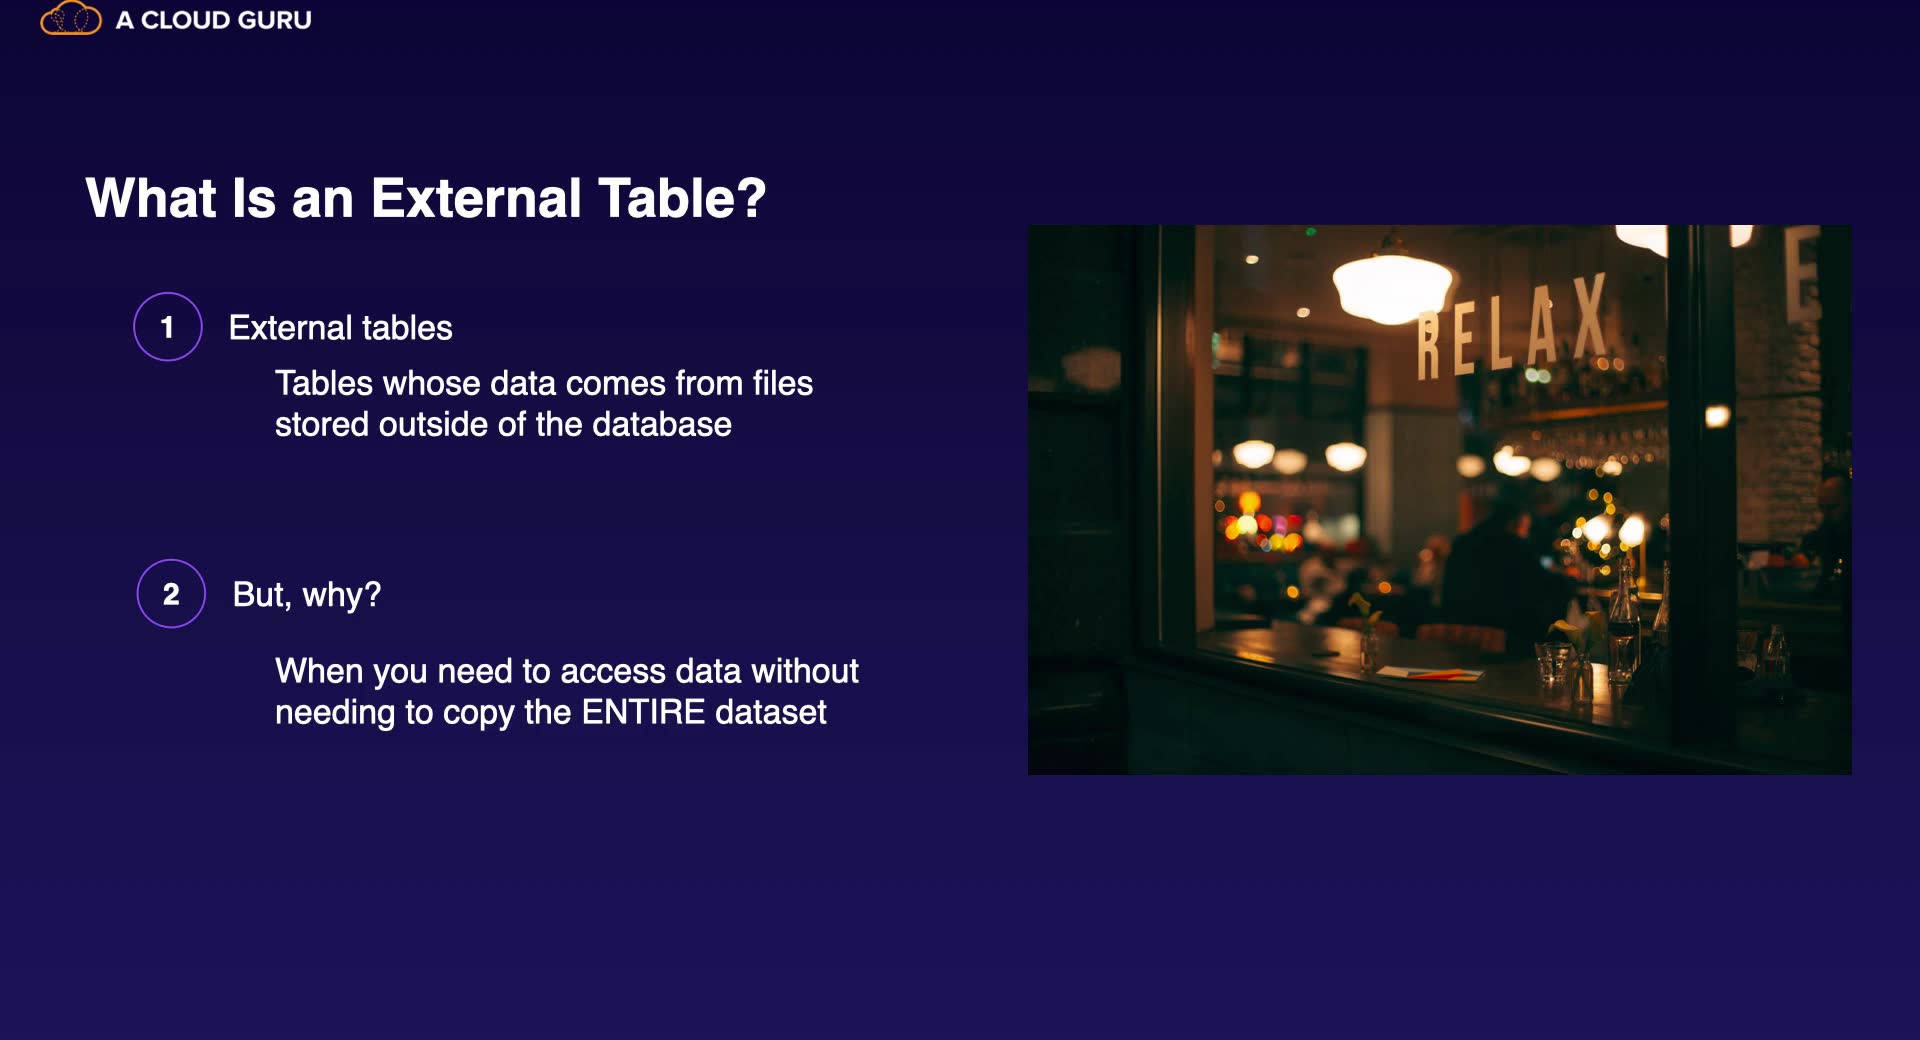 A CLOUD GURU
What Is an External Table?
1 External tables
Tables whose data comes from files
stored outside of the database
2 But, why?
When you need to access data without
needing to copy the ENTIRE dataset
RELAX
E